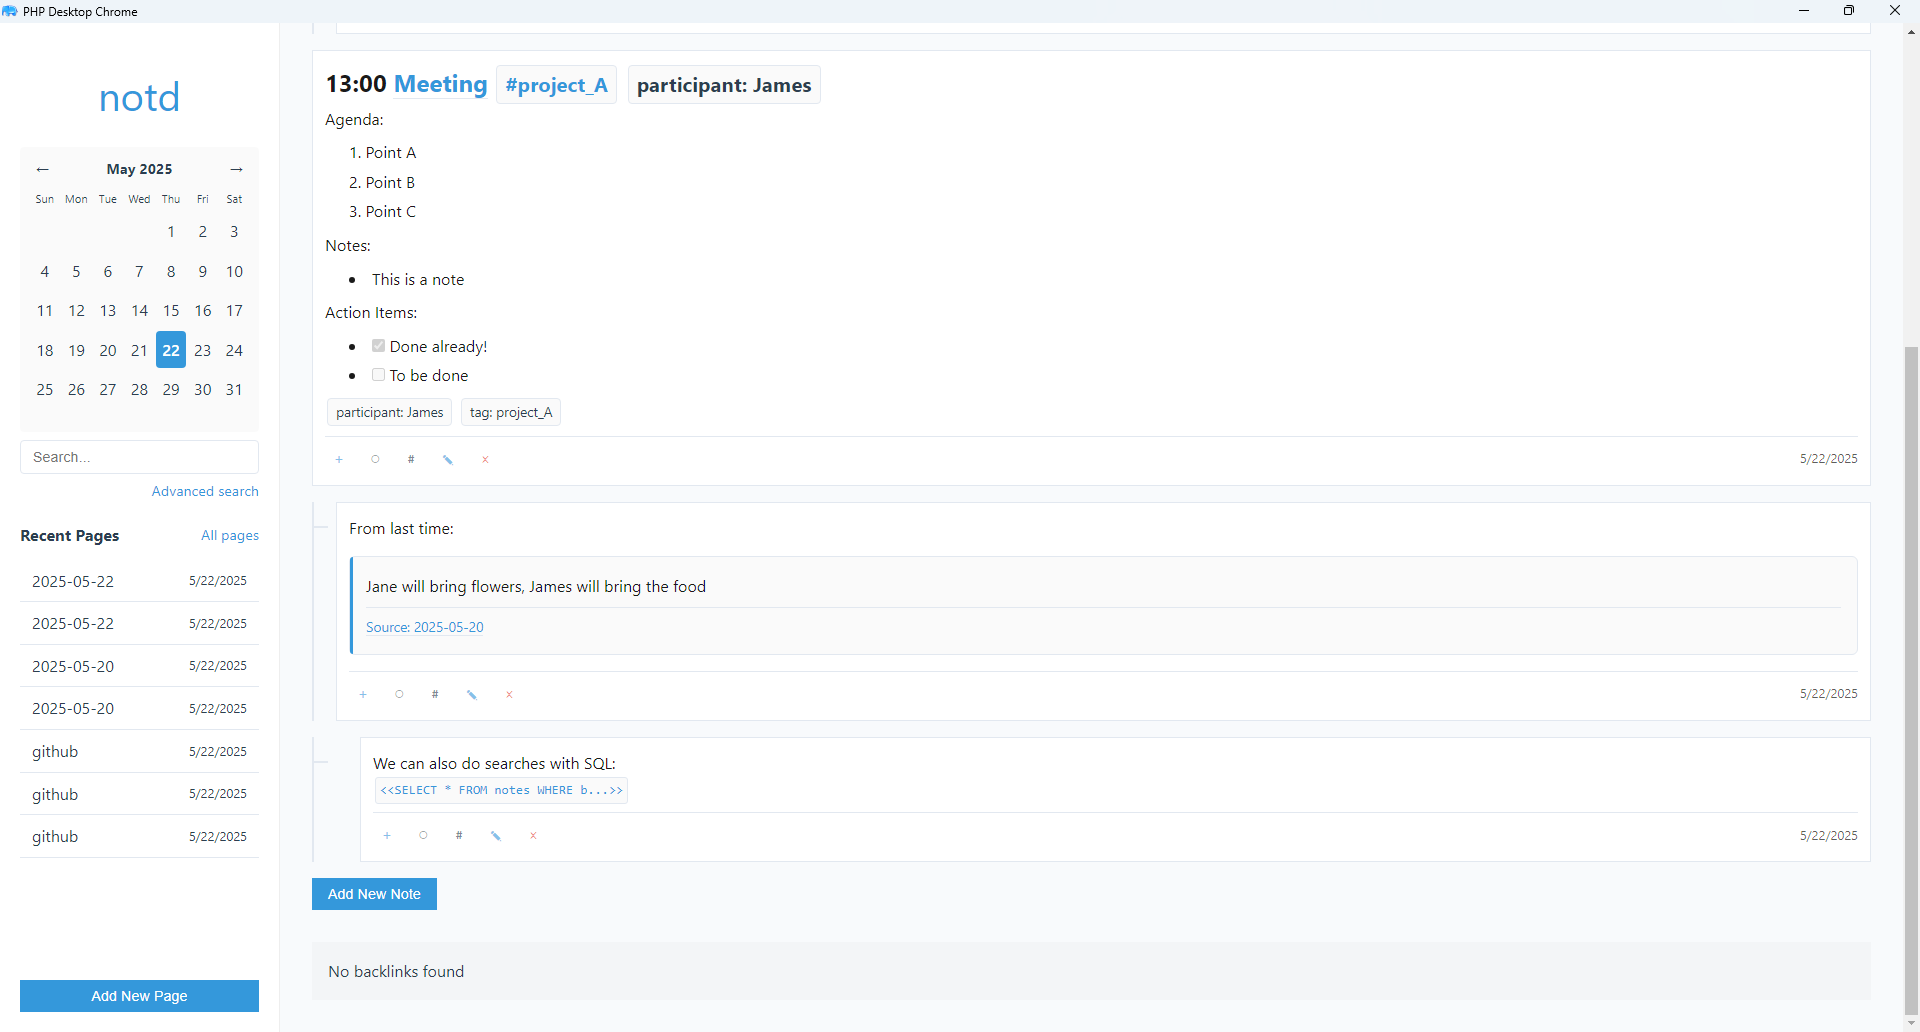 PHP Desktop Chrome
notd
← May 2025 →
Sun Mon Tue Wed Thu Fri Sat
1 2 3
4 5 6 7 8 9 10
11 12 13 14 15 16 17
18 19 20 21 22 23 24
25 26 27 28 29 30 31
Search...
Advanced search
Recent Pages All pages
2025-05-22 5/22/2025
2025-05-22 5/22/2025
2025-05-20 5/22/2025
2025-05-20 5/22/2025
github 5/22/2025
github 5/22/2025
github 5/22/2025
Add New Page
13:00 Meeting #project_A participant: James
Agenda:
1. Point A
2. Point B
3. Point C
Notes:
• This is a note
Action Items:
• Done already!
• To be done
participant: James tag: project_A
+ ○ # ✏️ x 5/22/2025
From last time:
Jane will bring flowers, James will bring the food
Source: 2025-05-20
+ ○ # ✏️ x 5/22/2025
We can also do searches with SQL:
<<SELECT * FROM notes WHERE b...>>
+ ○ # ✏️ x 5/22/2025
Add New Note
No backlinks found